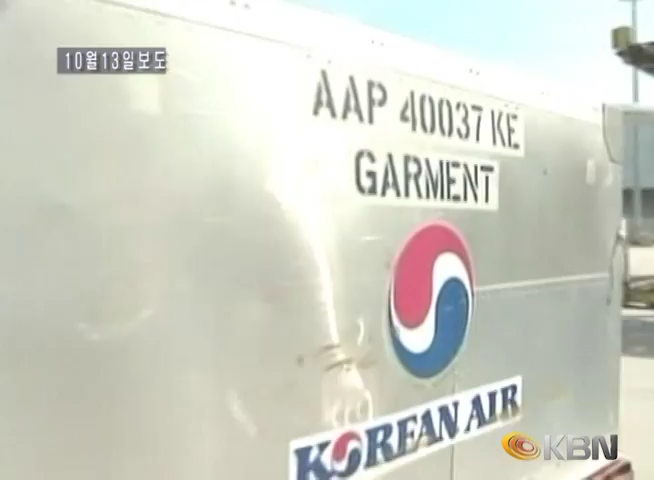 10월13일보도
AAP 40037 KE
GARMENT
KOREAN AIR
KBN